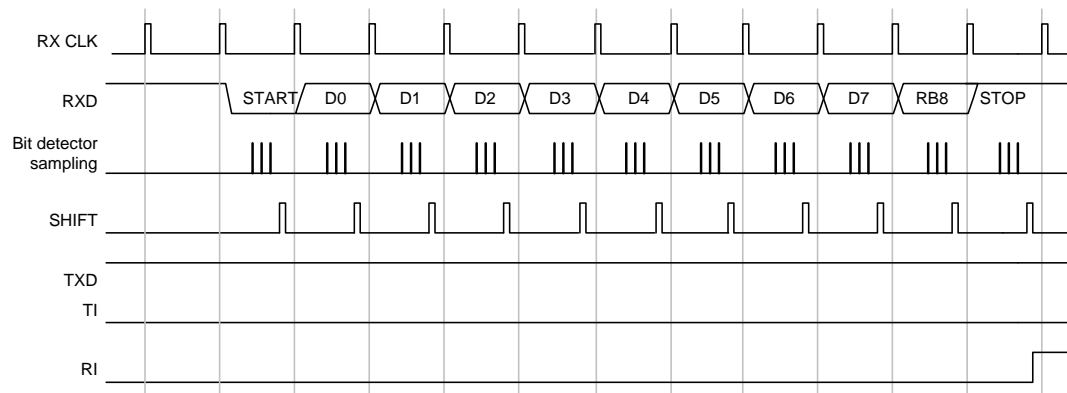 RX CLK
RXD START D0 D1 D2 D3 D4 D5 D6 D7 RB8 STOP
Bit detector
sampling
SHIFT
TXD
TI
RI